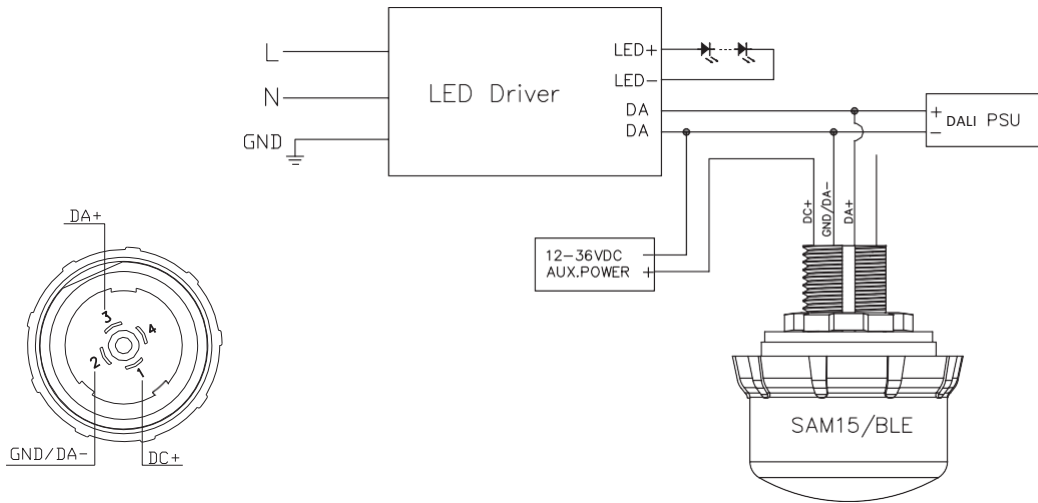 L
N
GND
LED Driver
LED+
LED-
DA
DA
+
DALI PSU
-
DC+
GND/DA-
DA+
12-36VDC -
AUX.POWER +
SAM15/BLE
DA+
3
4
2
1
GND/DA-
DC+